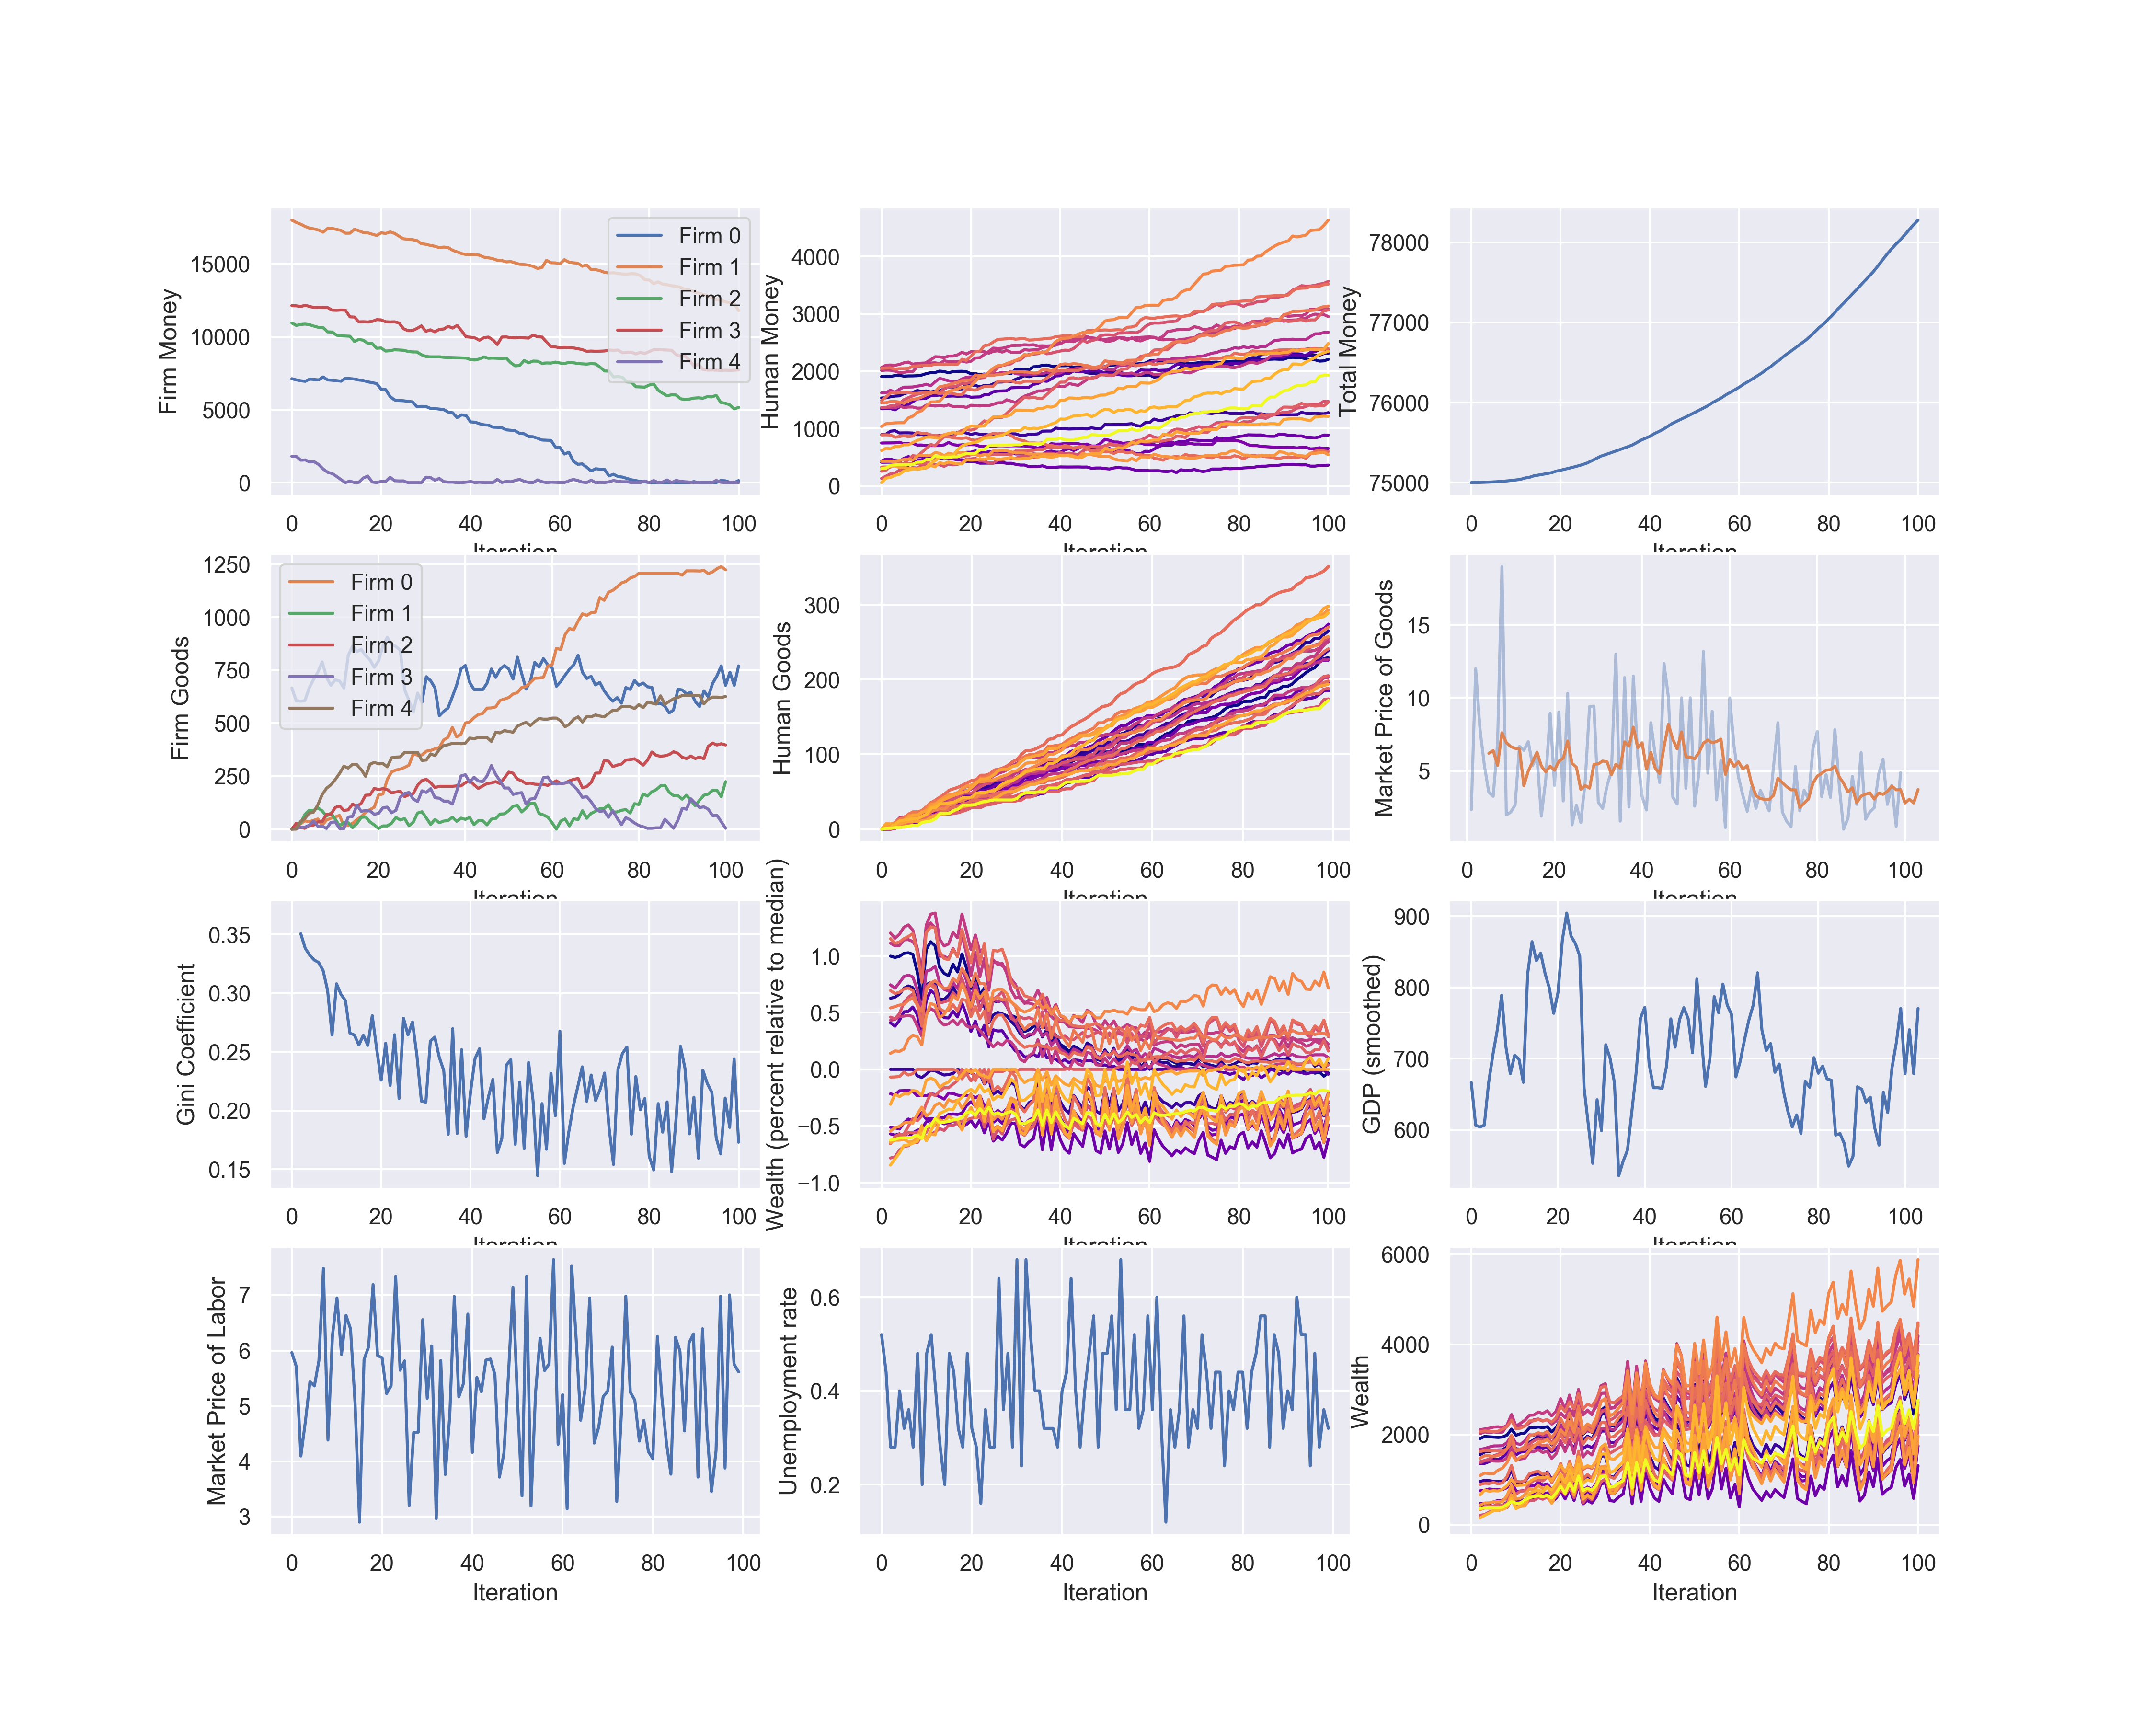 Firm Money
15000
10000
5000
0
Firm 0
Firm 1
Firm 2
Firm 3
Firm 4
0 20 40 60 80 100
Iteration
Human Money
4000
3000
2000
1000
0
0 20 40 60 80 100
Iteration
Total Money
78000
77000
76000
75000
0 20 40 60 80 100
Iteration
Firm Goods
1250
1000
750
500
250
0
Firm 0
Firm 1
Firm 2
Firm 3
Firm 4
0 20 40 60 80 100
Iteration
Human Goods
300
200
100
0
0 20 40 60 80 100
Iteration
Market Price of Goods
15
10
5
0 20 40 60 80 100
Iteration
Gini Coefficient
0.35
0.30
0.25
0.20
0.15
0 20 40 60 80 100
Iteration
Wealth (percent relative to median)
1.0
0.5
0.0
−0.5
−1.0
0 20 40 60 80 100
Iteration
GDP (smoothed)
900
800
700
600
0 20 40 60 80 100
Iteration
Market Price of Labor
7
6
5
4
3
0 20 40 60 80 100
Iteration
Unemployment rate
0.6
0.4
0.2
0 20 40 60 80 100
Iteration
Wealth
6000
4000
2000
0
0 20 40 60 80 100
Iteration